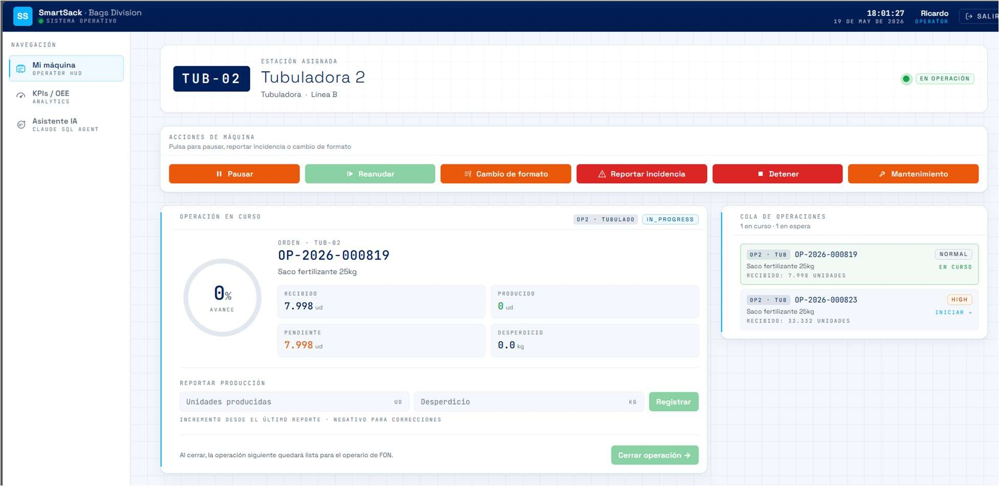 SS
SmartSack · Bags Division
SISTEMA OPERATIVO
18:01:27
19 DE MAY DE 2026
Ricardo
OPERATOR
SALIR
NAVEGACIÓN
Mi máquina
OPERATOR HUD
KPIs / OEE
ANALYTICS
Asistente IA
CLAUDE SQL AGENT
TUB-02
ESTACIÓN ASIGNADA
Tubuladora 2
Tubuladora · Línea B
EN OPERACIÓN
ACCIONES DE MÁQUINA
Pulsa para pausar, reportar incidencia o cambio de formato
Pausar
Reanudar
Cambio de formato
Reportar incidencia
Detener
Mantenimiento
OPERACIÓN EN CURSO
OP2 · TUBULADO
IN_PROGRESS
0%
AVANCE
ORDEN · TUB-02
OP-2026-000819
Saco fertilizante 25kg
RECIBIDO
7.998 ud
PRODUCIDO
0 ud
PENDIENTE
7.998 ud
DESPERDICIO
0.0 kg
REPORTAR PRODUCCIÓN
Unidades producidas UD
Desperdicio KG
Registrar
INCREMENTO DESDE EL ÚLTIMO REPORTE · NEGATIVO PARA CORRECCIONES
Al cerrar, la operación siguiente quedará lista para el operario de FON.
Cerrar operación →
COLA DE OPERACIONES
1 en curso · 1 en espera
OP2 · TUB OP-2026-000819 NORMAL
Saco fertilizante 25kg EN CURSO
RECIBIDO: 7.998 UNIDADES
OP2 · TUB OP-2026-000823 HIGH
Saco fertilizante 25kg INICIAR →
RECIBIDO: 33.332 UNIDADES